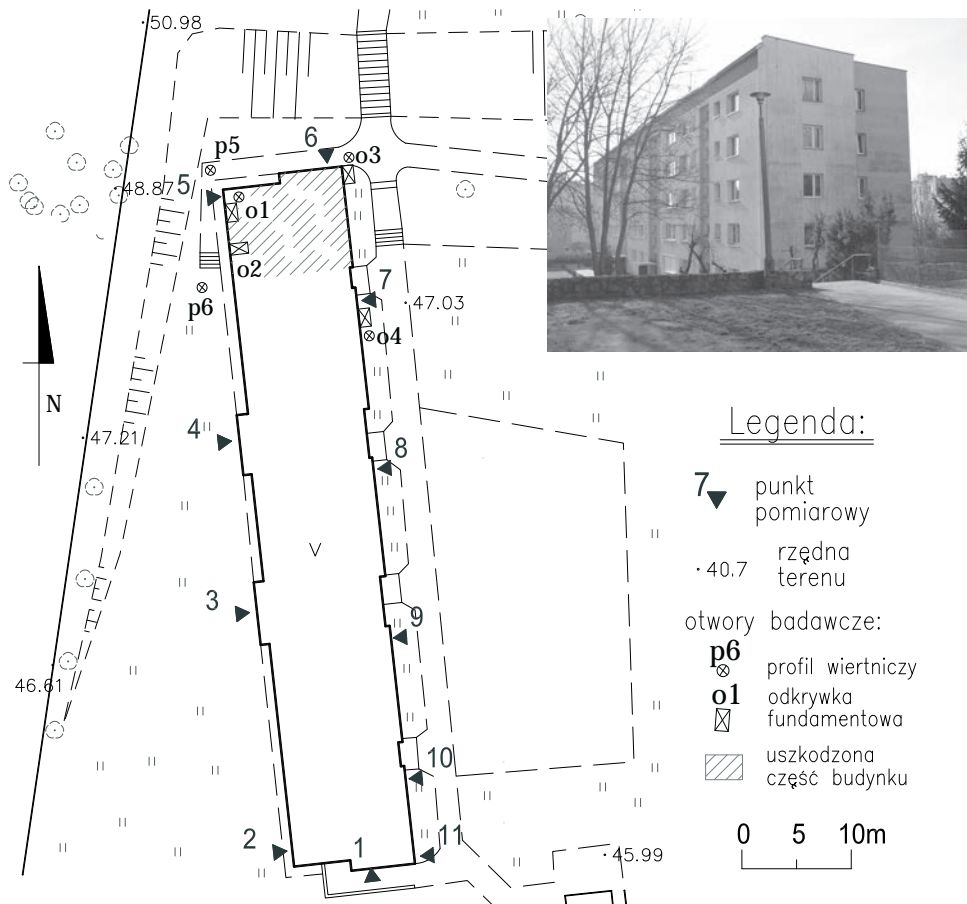 50.98
6
o3
p5
48.87
5
o1
o2
7
p6
47.03
o4
N
4
8
47.21
V
3
9
46.61
10
2
1
11
45.99
Legenda:
7
punkt
pomiarowy
40.7
rzędna
terenu
otwory badawcze:
p6
profil wiertniczy
o1
odkrywka
fundamentowa
uszkodzona
część budynku
0 5 10m